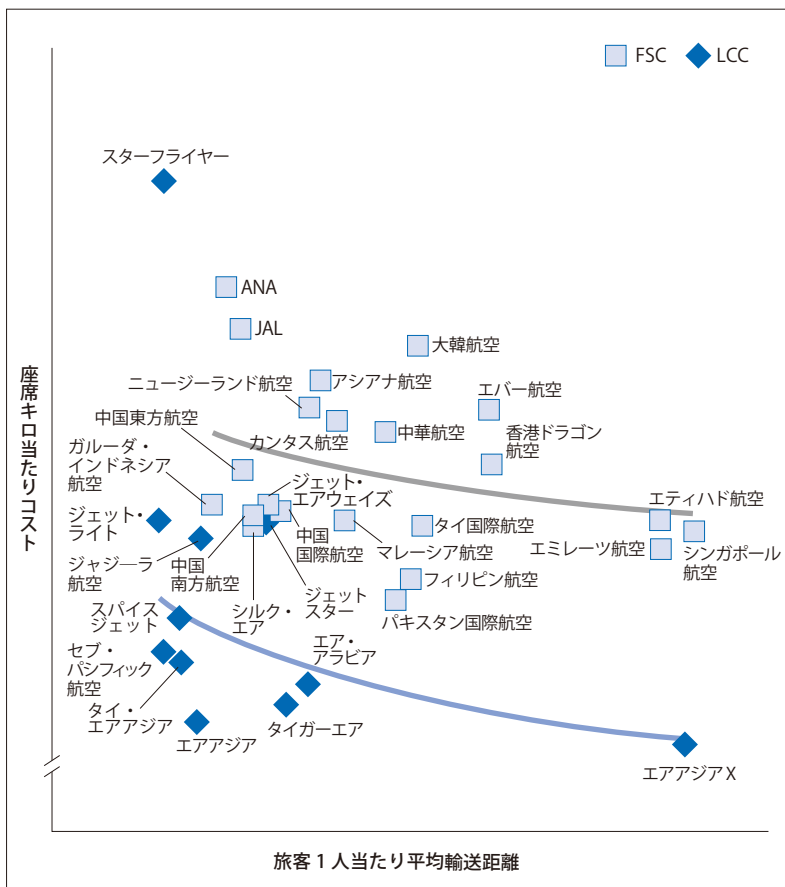 FSC
LCC
スターフライヤー
ANA
JAL
大韓航空
アシアナ航空
ニュージーランド航空
エバー航空
中国東方航空
カンタス航空
中華航空
香港ドラゴン
航空
ガルーダ・
インドネシア
航空
ジェット・
エアウェイズ
エティハド航空
ジェット・
ライト
中国
国際航空
マレーシア航空
タイ国際航空
エミレーツ航空
シンガポール
航空
ジャジーラ
航空
中国
南方航空
シルク・
エア
ジェット
スター
フィリピン航空
パキスタン国際航空
スパイス
ジェット
エア・
アラビア
セブ・
パシフィック
航空
タイ・
エアアジア
エアアジア
タイガーエア
エアアジア X
座席キロ当たりコスト
旅客 1 人当たり平均輸送距離